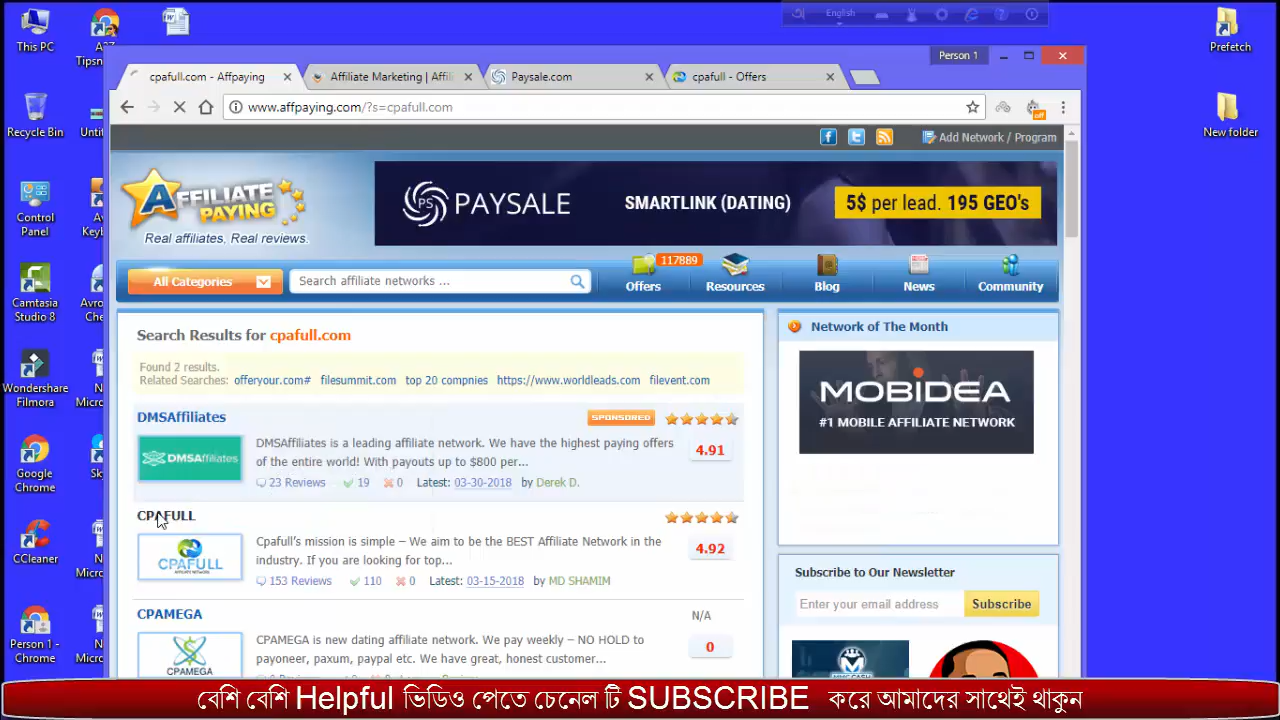 English
This PC
Recycle Bin
Control
Panel
Camtasia
Studio 8
Wondershare
Filmora
Google
Chrome
CCleaner
Person 1 -
Chrome
Tipsn
Prefetch
New folder
Person 1
cpafull.com - Affpaying
Affiliate Marketing | Affili
Paysale.com
cpafull - Offers
www.affpaying.com/?s=cpafull.com
off
Add Network / Program
AFFILIATE
PAYING
Real affiliates, Real reviews.
PS PAYSALE
SMARTLINK (DATING)
5$ per lead. 195 GEO's
All Categories
Search affiliate networks ...
117889
Offers
Resources
Blog
News
Community
Search Results for cpafull.com
Found 2 results.
Related Searches: offeryour.com# filesummit.com top 20 compnies https://www.worldleads.com filevent.com
DMSAffiliates
SPONSORED
DMSAffiliates
DMSAffiliates is a leading affiliate network. We have the highest paying offers
of the entire world! With payouts up to $800 per...
4.91
23 Reviews 19 0 Latest: 03-30-2018 by Derek D.
CPAFULL
CPAFULL
Cpafull's mission is simple – We aim to be the BEST Affiliate Network in the
industry. If you are looking for top...
4.92
153 Reviews 110 0 Latest: 03-15-2018 by MD SHAMIM
CPAMEGA
N/A
CPAMEGA
CPAMEGA is new dating affiliate network. We pay weekly – NO HOLD to
payoneer, paxum, paypal etc. We have great, honest customer...
0
Network of The Month
MOBIDEA
#1 MOBILE AFFILIATE NETWORK
Subscribe to Our Newsletter
Enter your email address
Subscribe
বেশি বেশি Helpful ভিডিও পেতে চেনেল টি SUBSCRIBE করে আমাদের সাথেই থাকুন